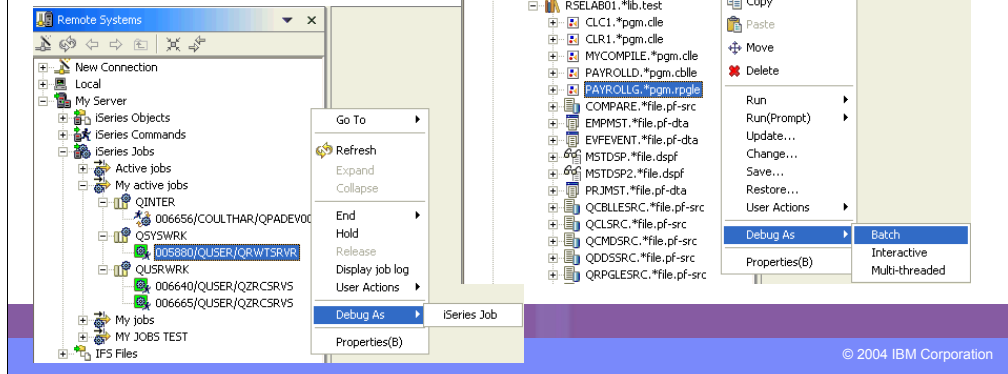 Remote Systems
New Connection
Local
My Server
iSeries Objects
iSeries Commands
iSeries Jobs
Active jobs
My active jobs
QINTER
006656/COULTHAR/QPADEV00
QSYSWRK
005880/QUSER/QRWTSRVR
QUSRWRK
006640/QUSER/QZRCSRVS
006665/QUSER/QZRCSRVS
My jobs
MY JOBS TEST
IFS Files
Go To
Refresh
Expand
Collapse
End
Hold
Release
Display job log
User Actions
Debug As
Properties(B)
iSeries Job
RSELAB01.*lib.test
CLC1.*pgm.clle
CLR1.*pgm.clle
MYCOMPILE.*pgm.clle
PAYROLLD.*pgm.cblle
PAYROLLG.*pgm.rpgle
COMPARE.*file.pf-src
EMPMST.*file.pf-dta
EVFEVENT.*file.pf-dta
MSTDSP.*file.dspf
MSTDSP2.*file.dspf
PRJMST.*file.pf-dta
QCBLLESRC.*file.pf-src
QCLSRC.*file.pf-src
QCMDSRC.*file.pf-src
QDDSSRC.*file.pf-src
QRPGLESRC.*file.pf-src
Copy
Paste
Move
Delete
Run
Run(Prompt)
Update...
Change...
Save...
Restore...
User Actions
Debug As
Properties(B)
Batch
Interactive
Multi-threaded
© 2004 IBM Corporation